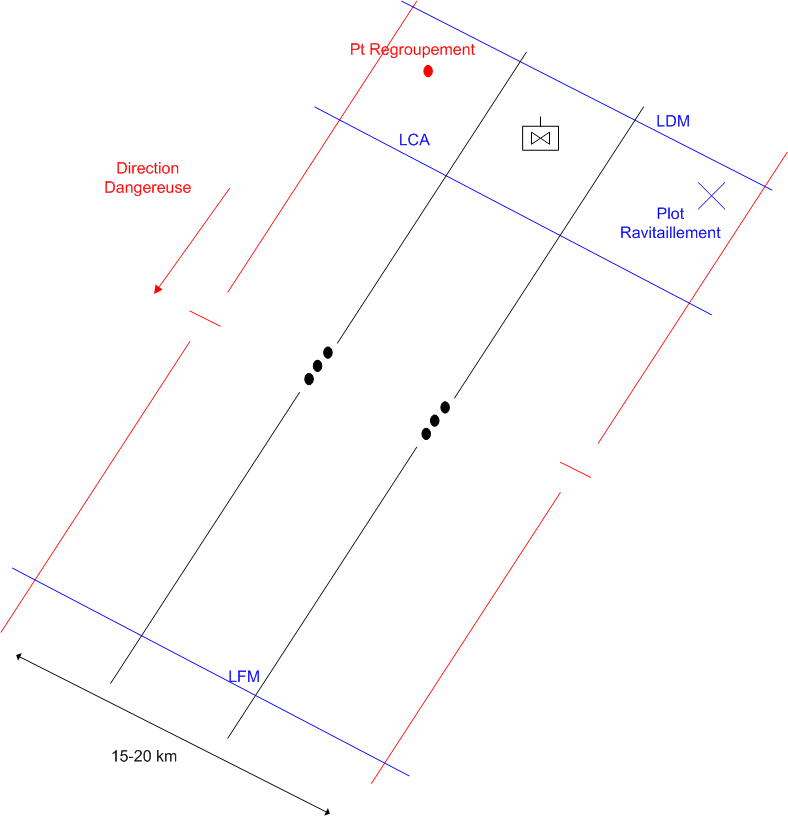 Pt Regroupement
LDM
LCA
Direction
Dangereuse
Plot
Ravitaillement
LFM
15-20 km